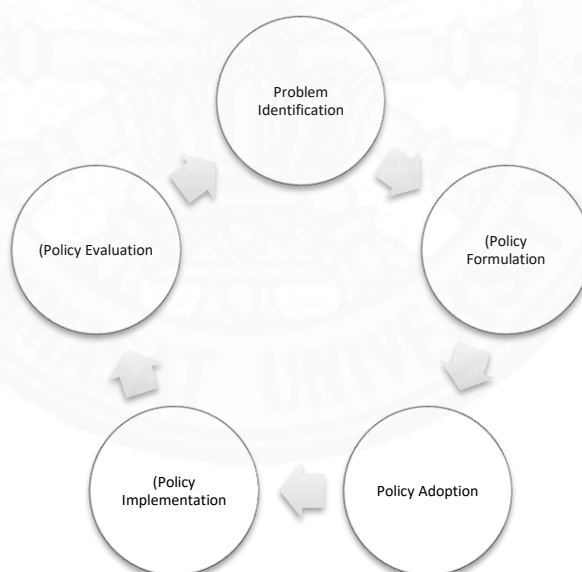 Problem
Identification
(Policy
Formulation
Policy Adoption
(Policy
Implementation
(Policy Evaluation